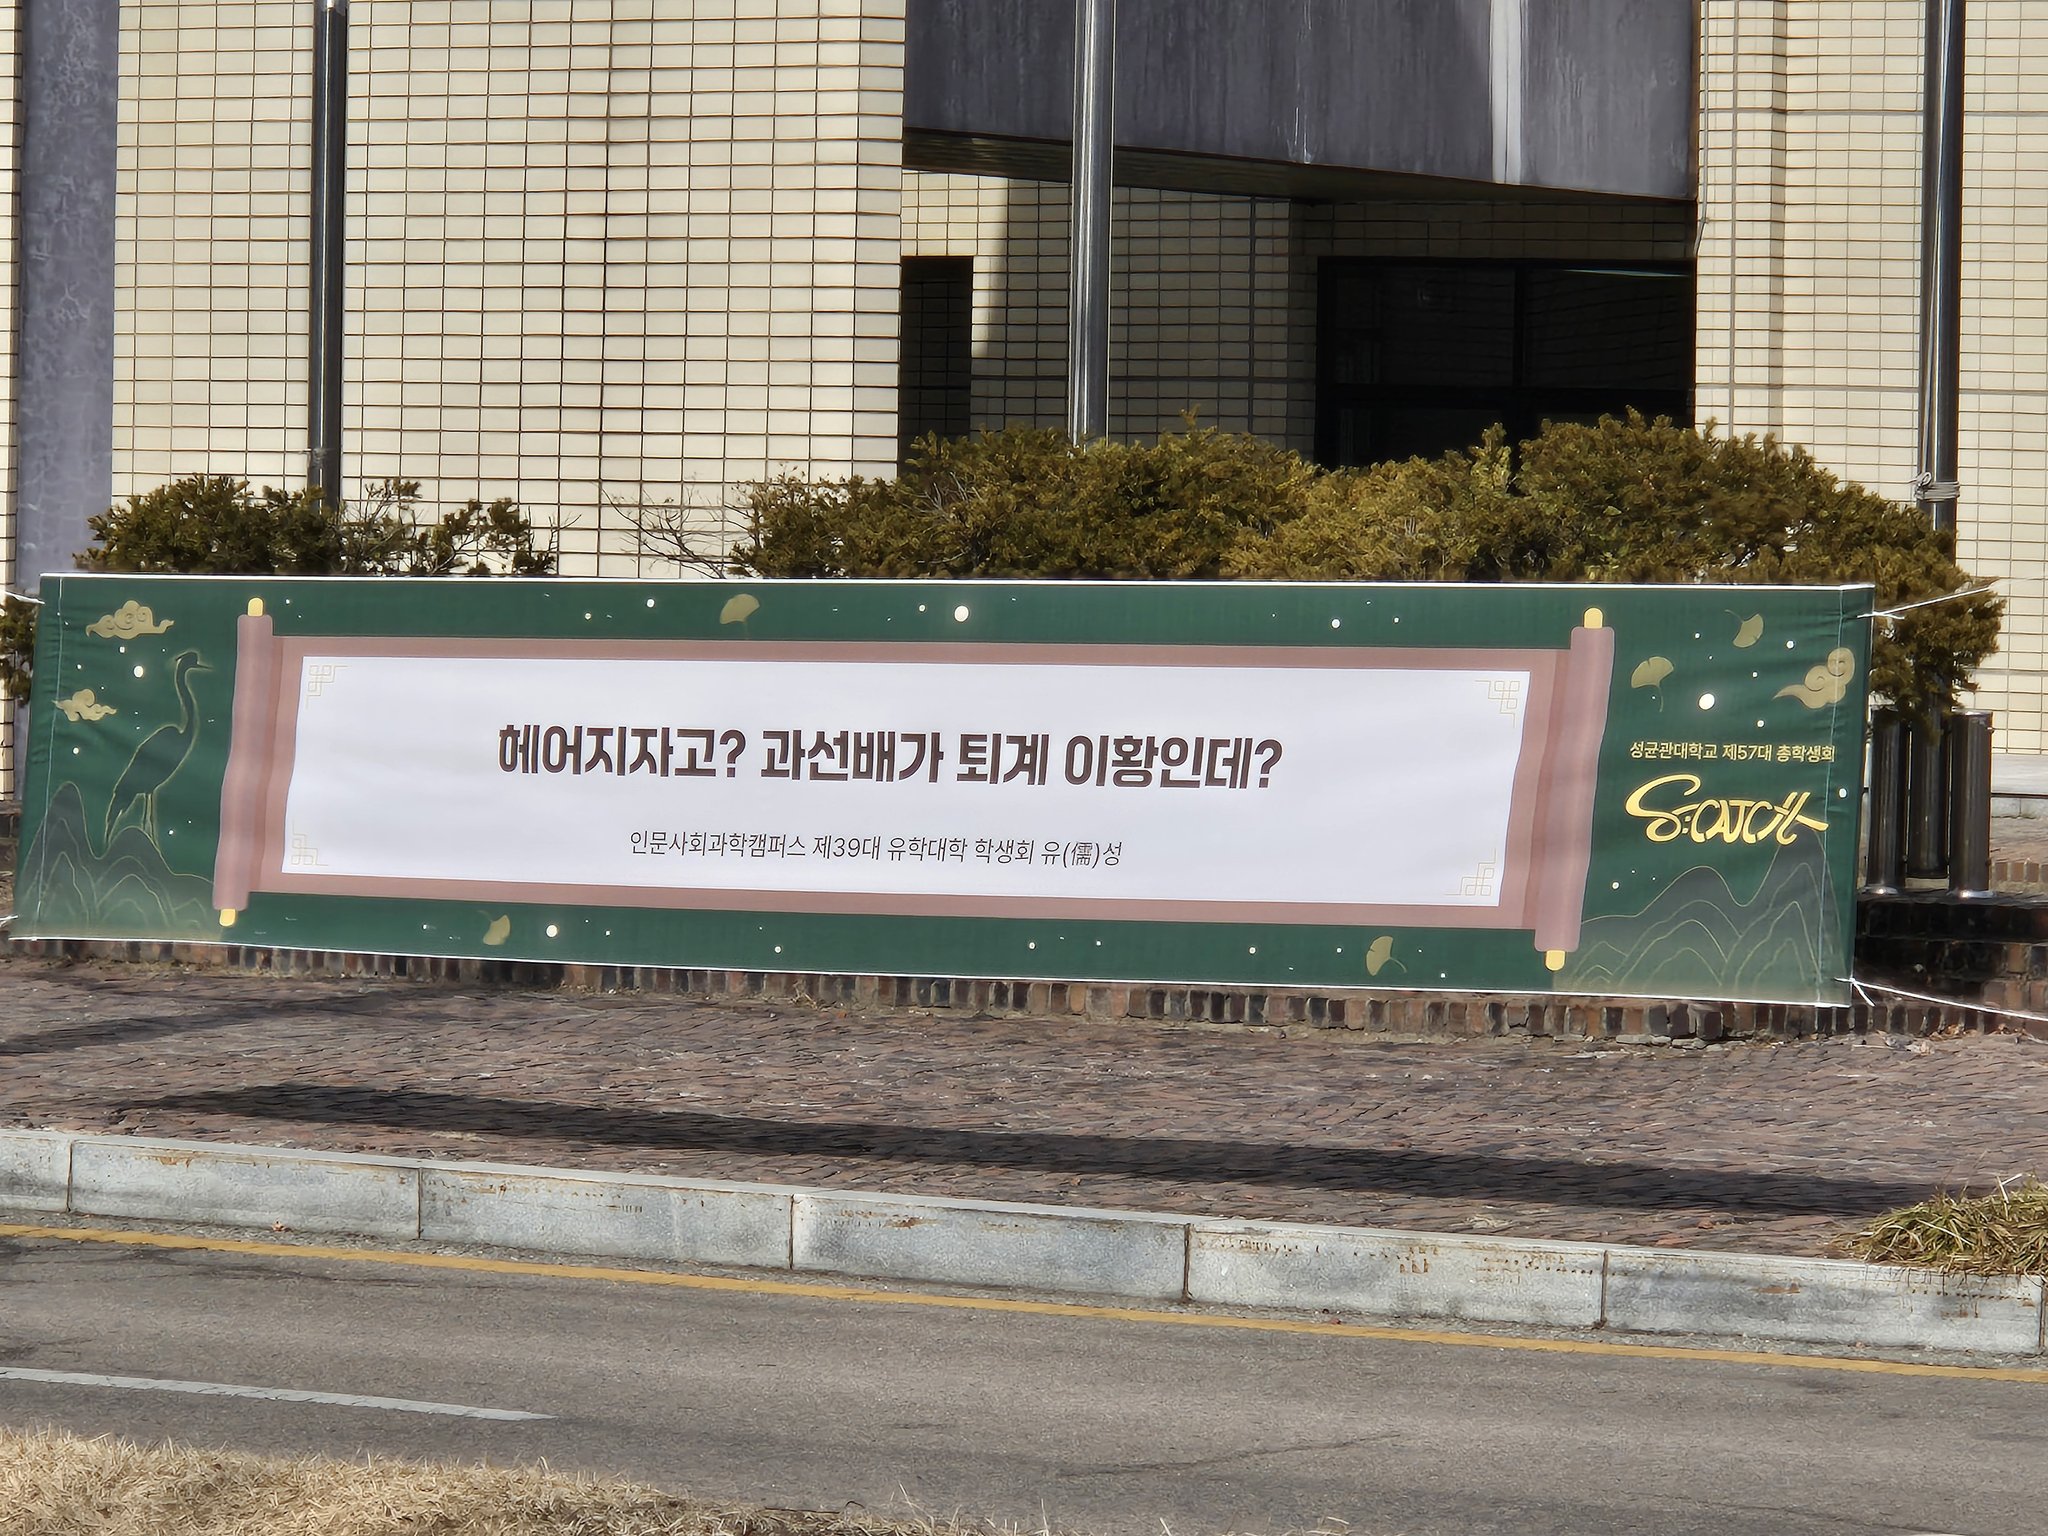 헤어지자고? 과선배가 퇴계 이황인데?
인문사회과학캠퍼스 제39대 유학대학 학생회 유(儒)성
성균관대학교 제57대 총학생회
S:CATCH